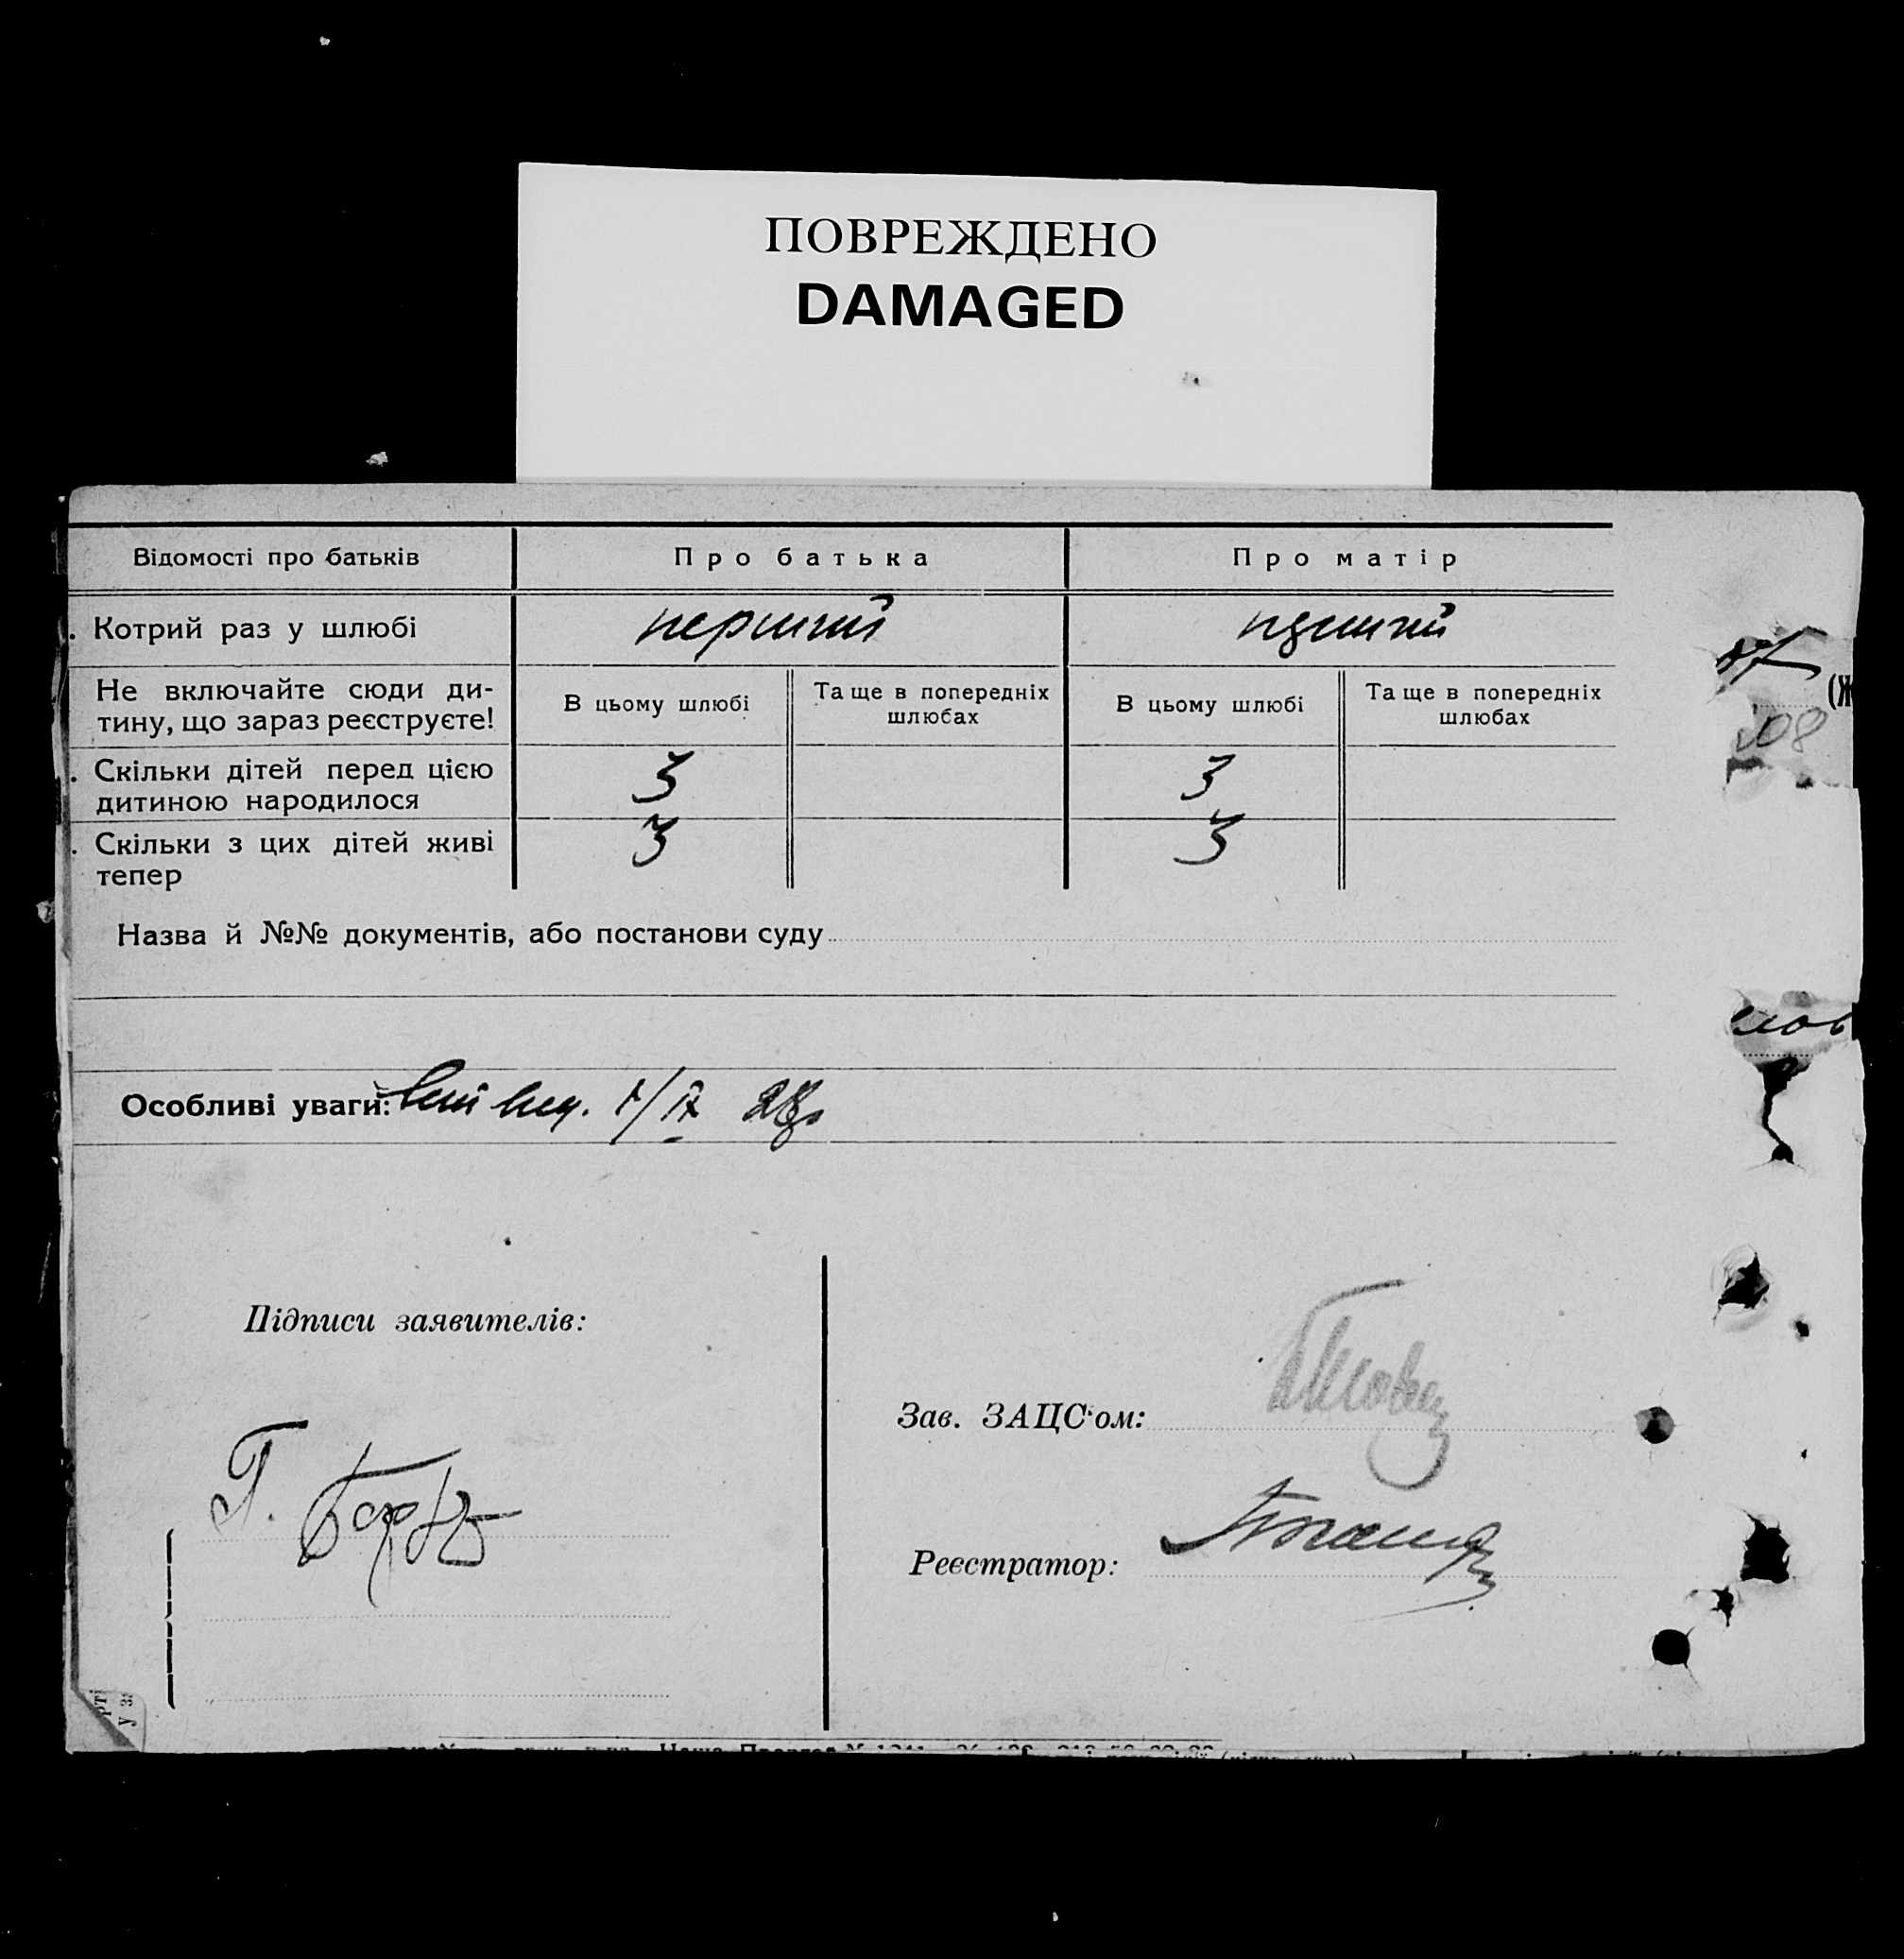 ПОВРЕЖДЕНО
DAMAGED
Відомості про батьків
Про батька
Про матір
. Котрий раз у шлюбі
перший
перший
Не включайте сюди ди-
тину, що зараз реєструєте!
В цьому шлюбі
Та ще в попередніх
шлюбах
В цьому шлюбі
Та ще в попередніх
шлюбах
. Скільки дітей перед цією
дитиною народилося
3
3
. Скільки з цих дітей живі
тепер
3
3
Назва й №№ документів, або постанови суду
Особливі уваги:
Підписи заявителів:
Г.
Зав. ЗАЦС'ом:
Реєстратор: